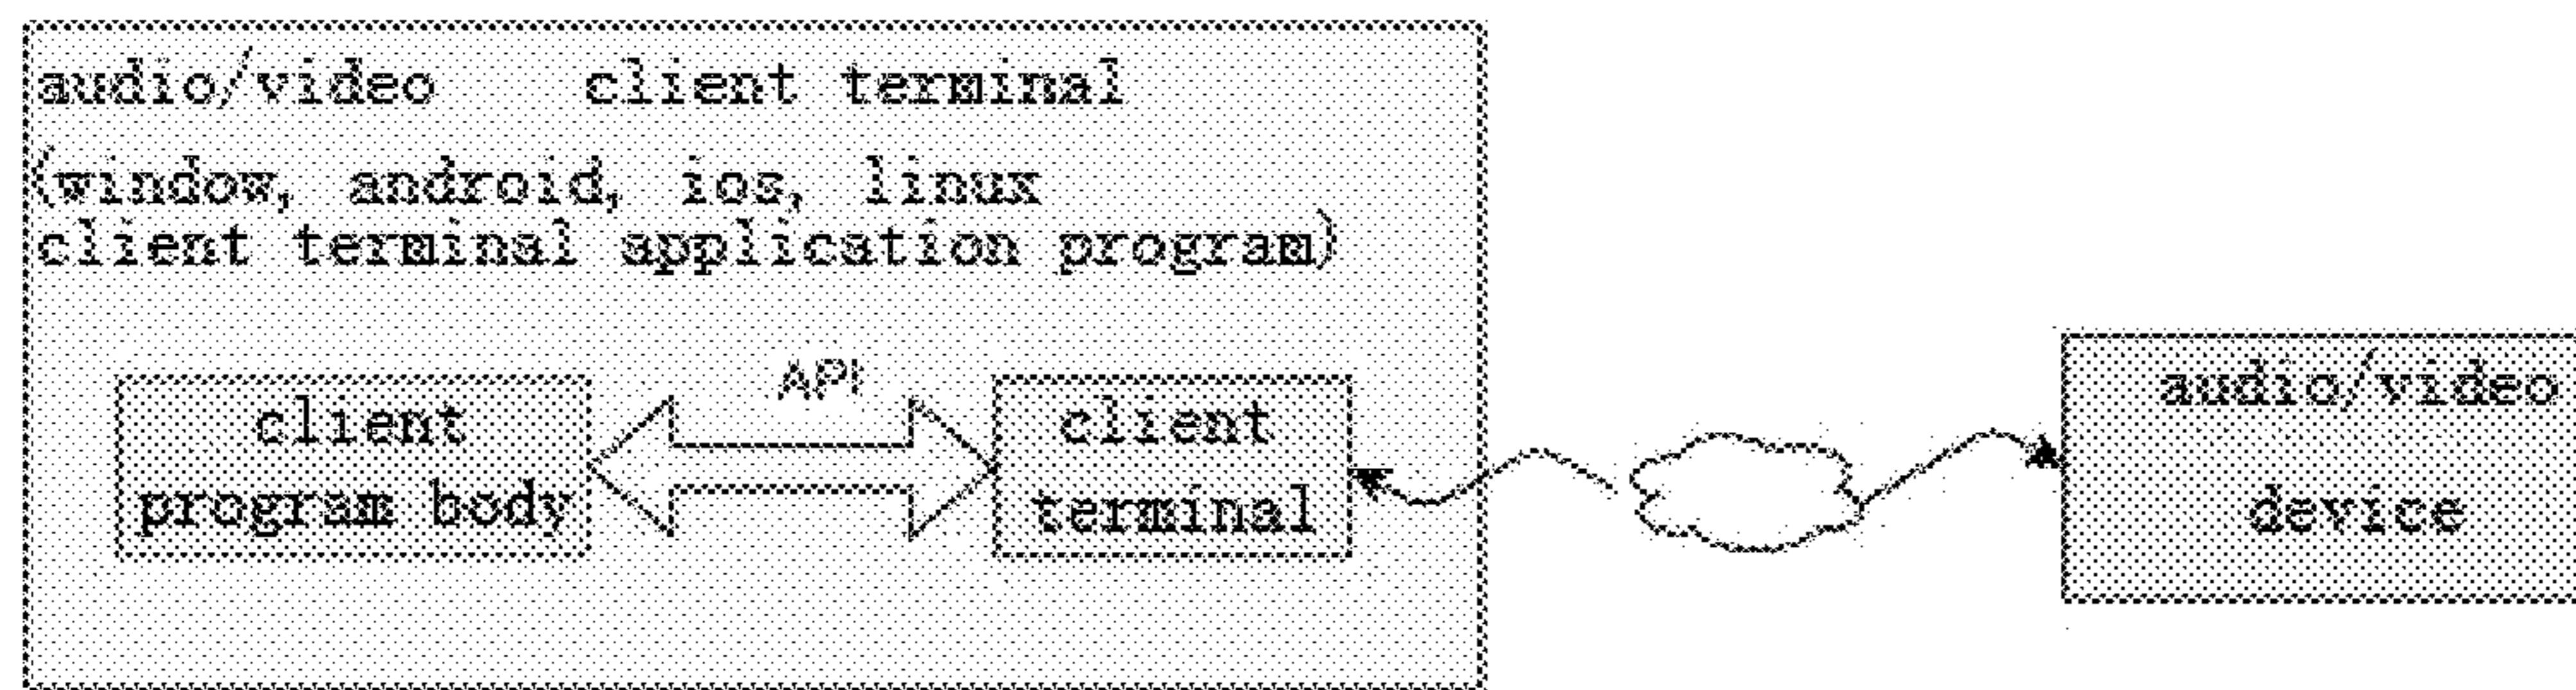 audio/video client terminal
(window, android, ios, linux
client terminal application program)
API
client
program body
client
terminal
audio/video
device